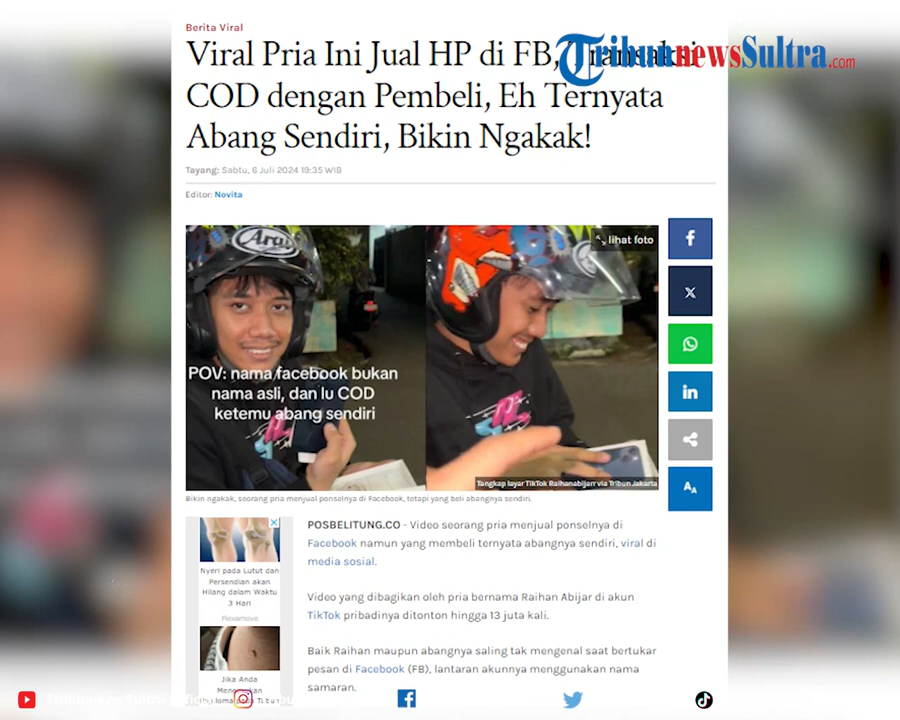 Berita Viral
Viral Pria Ini Jual HP di FB,
TribunnewsSultra.com
COD dengan Pembeli, Eh Ternyata
Abang Sendiri, Bikin Ngakak!
Tayang: Sabtu, 6 Juli 2024 19:35 WIB
Editor: Novita
Arai
lihat foto
POV: nama facebook bukan
nama asli, dan lu COD
ketemu abang sendiri
Tangkap layar TikTok Raihanabijarr via Tribun Jakarta
Bikin ngakak, seorang pria menjual ponselnya di Facebook, tetapi yang beli abangnya sendiri.
Nyeri pada Lutut dan
Persendian akan
Hilang dalam Waktu
3 Hari
Flexamove
Jika Anda
POSBELITUNG.CO - Video seorang pria menjual ponselnya di
Facebook namun yang membeli ternyata abangnya sendiri, viral di
media sosial.
Video yang dibagikan oleh pria bernama Raihan Abijar di akun
TikTok pribadinya ditonton hingga 13 juta kali.
Baik Raihan maupun abangnya saling tak mengenal saat bertukar
pesan di Facebook (FB), lantaran akunnya menggunakan nama
samaran.